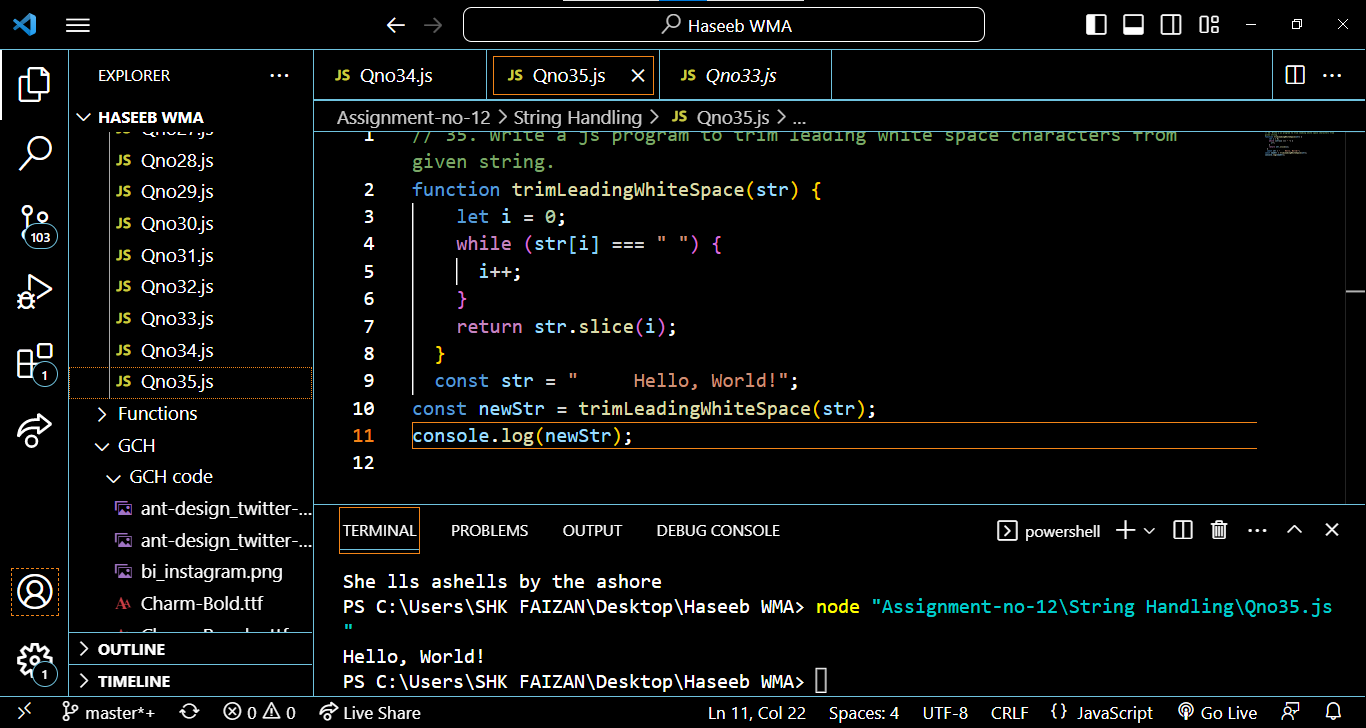 Haseeb WMA
EXPLORER
HASEEB WMA
Qno27.js
Qno28.js
Qno29.js
Qno30.js
Qno31.js
Qno32.js
Qno33.js
Qno34.js
Qno35.js
Functions
GCH
GCH code
ant-design_twitter-...
ant-design_twitter-...
bi_instagram.png
Charm-Bold.ttf
OUTLINE
TIMELINE
103
1
1
JS Qno34.js
JS Qno35.js
JS Qno33.js
Assignment-no-12 > String Handling > JS Qno35.js > ...
1 // 35. Write a js program to trim leading white space characters from
given string.
2 function trimLeadingWhiteSpace(str) {
3 let i = 0;
4 while (str[i] === " ") {
5 i++;
6 }
7 return str.slice(i);
8 }
9 const str = "     Hello, World!";
10 const newStr = trimLeadingWhiteSpace(str);
11 console.log(newStr);
12
TERMINAL PROBLEMS OUTPUT DEBUG CONSOLE powershell
She lls ashells by the ashore
PS C:\Users\SHK FAIZAN\Desktop\Haseeb WMA> node "Assignment-no-12\String Handling\Qno35.js
"
Hello, World!
PS C:\Users\SHK FAIZAN\Desktop\Haseeb WMA>
master*+ 0 0 Live Share Ln 11, Col 22 Spaces: 4 UTF-8 CRLF {} JavaScript Go Live